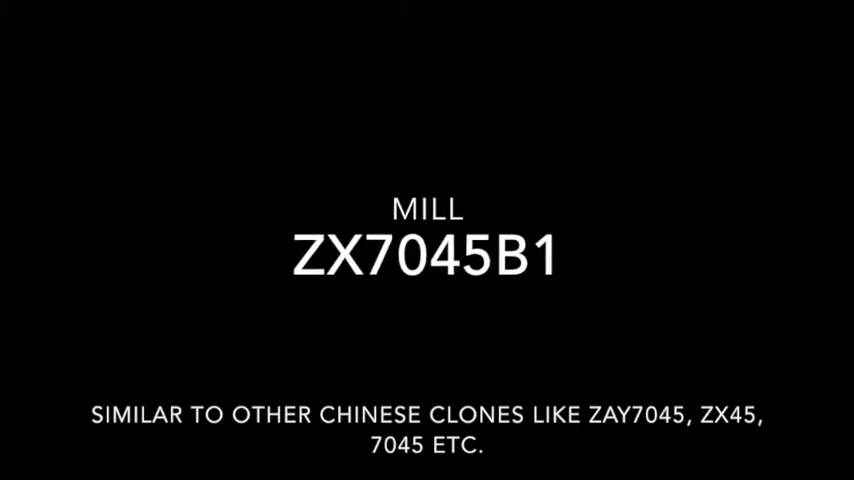 MILL
ZX7045B1
SIMILAR TO OTHER CHINESE CLONES LIKE ZAY7045, ZX45,
7045 ETC.